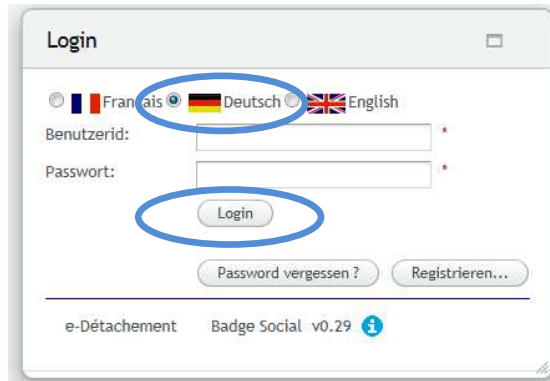 Login
Français Deutsch English
Benutzerid: *
Passwort: *
Login
Password vergessen ? Registrieren...
e-Détachement Badge Social v0.29 i